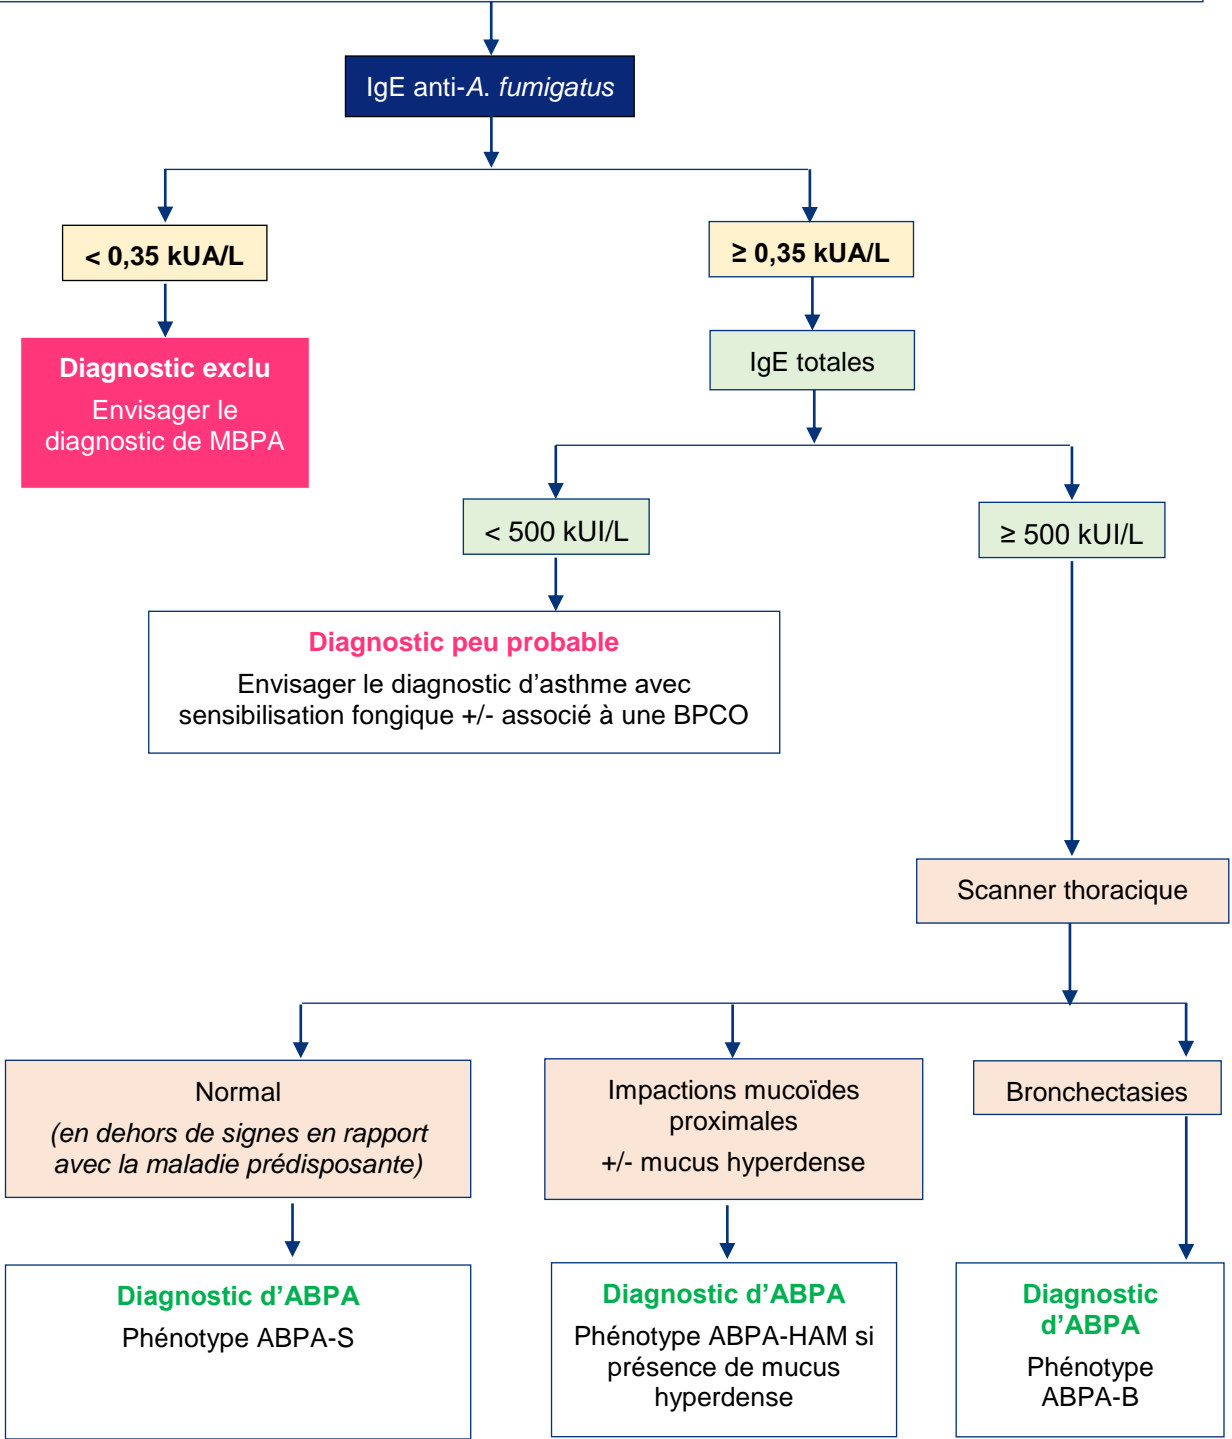 IgE anti-A. fumigatus
< 0,35 kUA/L
≥ 0,35 kUA/L
Diagnostic exclu
Envisager le
diagnostic de MBPA
IgE totales
< 500 kUI/L
≥ 500 kUI/L
Diagnostic peu probable
Envisager le diagnostic d’asthme avec
sensibilisation fongique +/- associé à une BPCO
Scanner thoracique
Normal
(en dehors de signes en rapport
avec la maladie prédisposante)
Impactions mucoïdes
proximales
+/- mucus hyperdense
Bronchectasies
Diagnostic d’ABPA
Phénotype ABPA-S
Diagnostic d’ABPA
Phénotype ABPA-HAM si
présence de mucus
hyperdense
Diagnostic
d’ABPA
Phénotype
ABPA-B